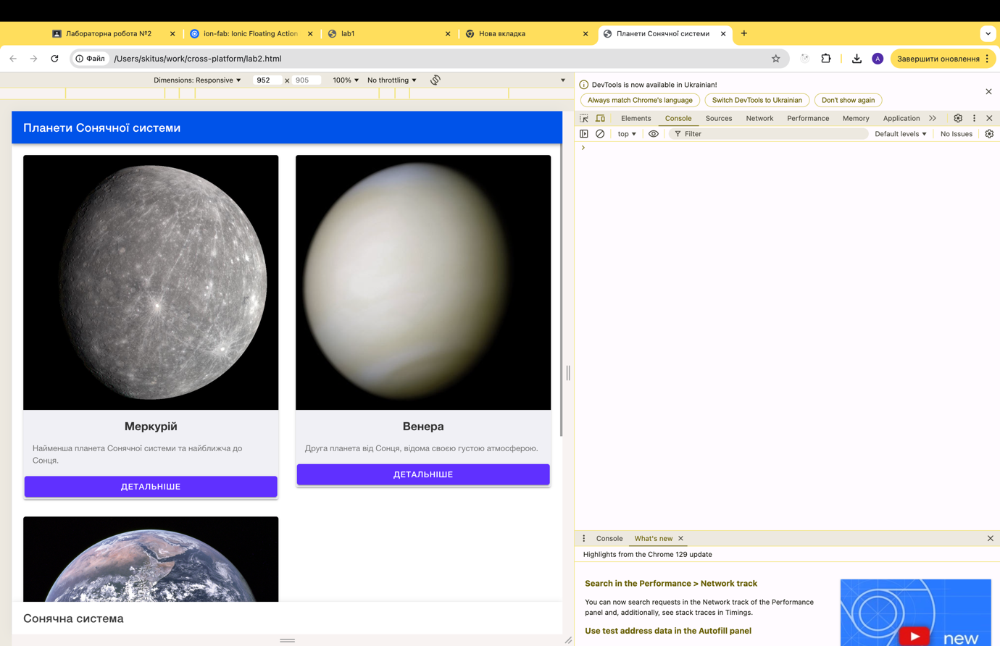 Лабораторна робота №2
ion-fab: Ionic Floating Action
lab1
Нова вкладка
Планети Сонячної системи
Файл
/Users/skitus/work/cross-platform/lab2.html
A
Завершити оновлення
Dimensions: Responsive
952 × 905
100%
No throttling
Планети Сонячної системи
Меркурій
Найменша планета Сонячної системи та найближча до
Сонця.
ДЕТАЛЬНІШЕ
Венера
Друга планета від Сонця, відома своєю густою атмосферою.
ДЕТАЛЬНІШЕ
Сонячна система
DevTools is now available in Ukrainian!
Always match Chrome's language
Switch DevTools to Ukrainian
Don't show again
Elements
Console
Sources
Network
Performance
Memory
Application
top
Filter
Default levels
No Issues
Console
What's new
Highlights from the Chrome 129 update
Search in the Performance > Network track
You can now search requests in the Network track of the Performance
panel and, additionally, see stack traces in Timings.
Use test address data in the Autofill panel
new